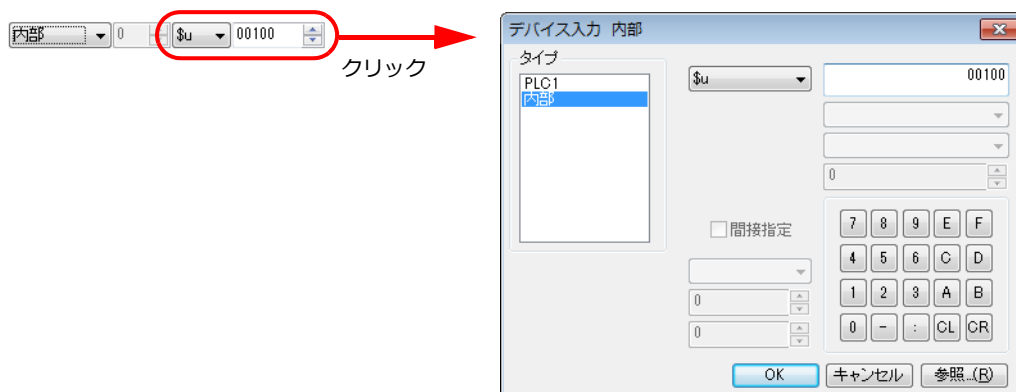 内部 0 $u 00100
クリック
デバイス入力 内部
タイプ
PLC1
内部
$u 00100
0
間接指定
0
0
7 8 9 E F
4 5 6 C D
1 2 3 A B
0 - : CL CR
OK キャンセル 参照...(R)